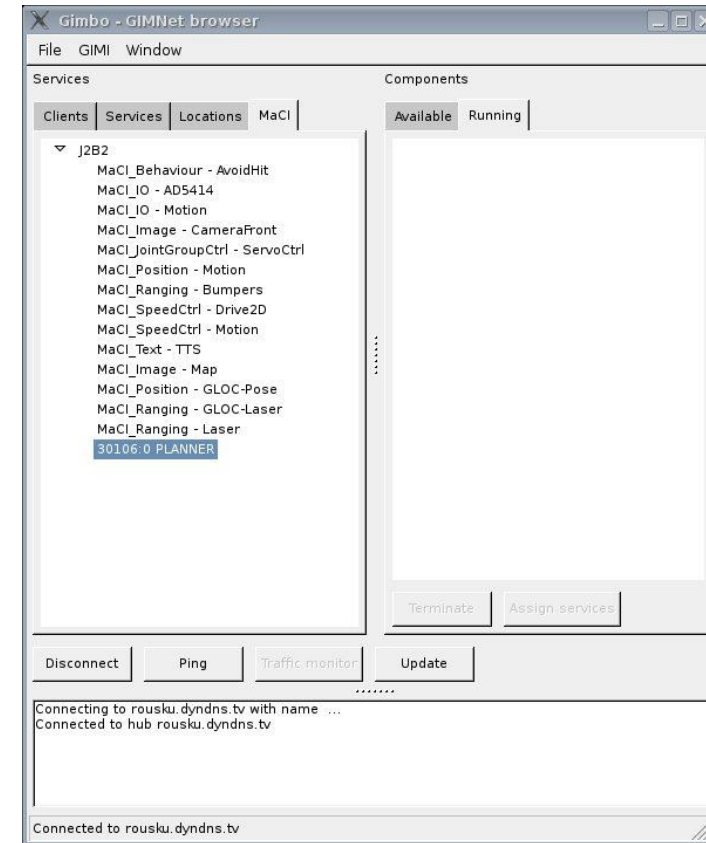 Gimbo - GIMNet browser
File GIMI Window
Services
Components
Clients Services Locations MaCI
Available Running
J2B2
MaCI_Behaviour - AvoidHit
MaCI_IO - AD5414
MaCI_IO - Motion
MaCI_Image - CameraFront
MaCI_JointGroupCtrl - ServoCtrl
MaCI_Position - Motion
MaCI_Ranging - Bumpers
MaCI_SpeedCtrl - Drive2D
MaCI_SpeedCtrl - Motion
MaCI_Text - TTS
MaCI_Image - Map
MaCI_Position - GLOC-Pose
MaCI_Ranging - GLOC-Laser
MaCI_Ranging - Laser
30106:0 PLANNER
Terminate Assign services
Disconnect Ping Traffic monitor Update
Connecting to rousku.dyndns.tv with name ...
Connected to hub rousku.dyndns.tv
Connected to rousku.dyndns.tv